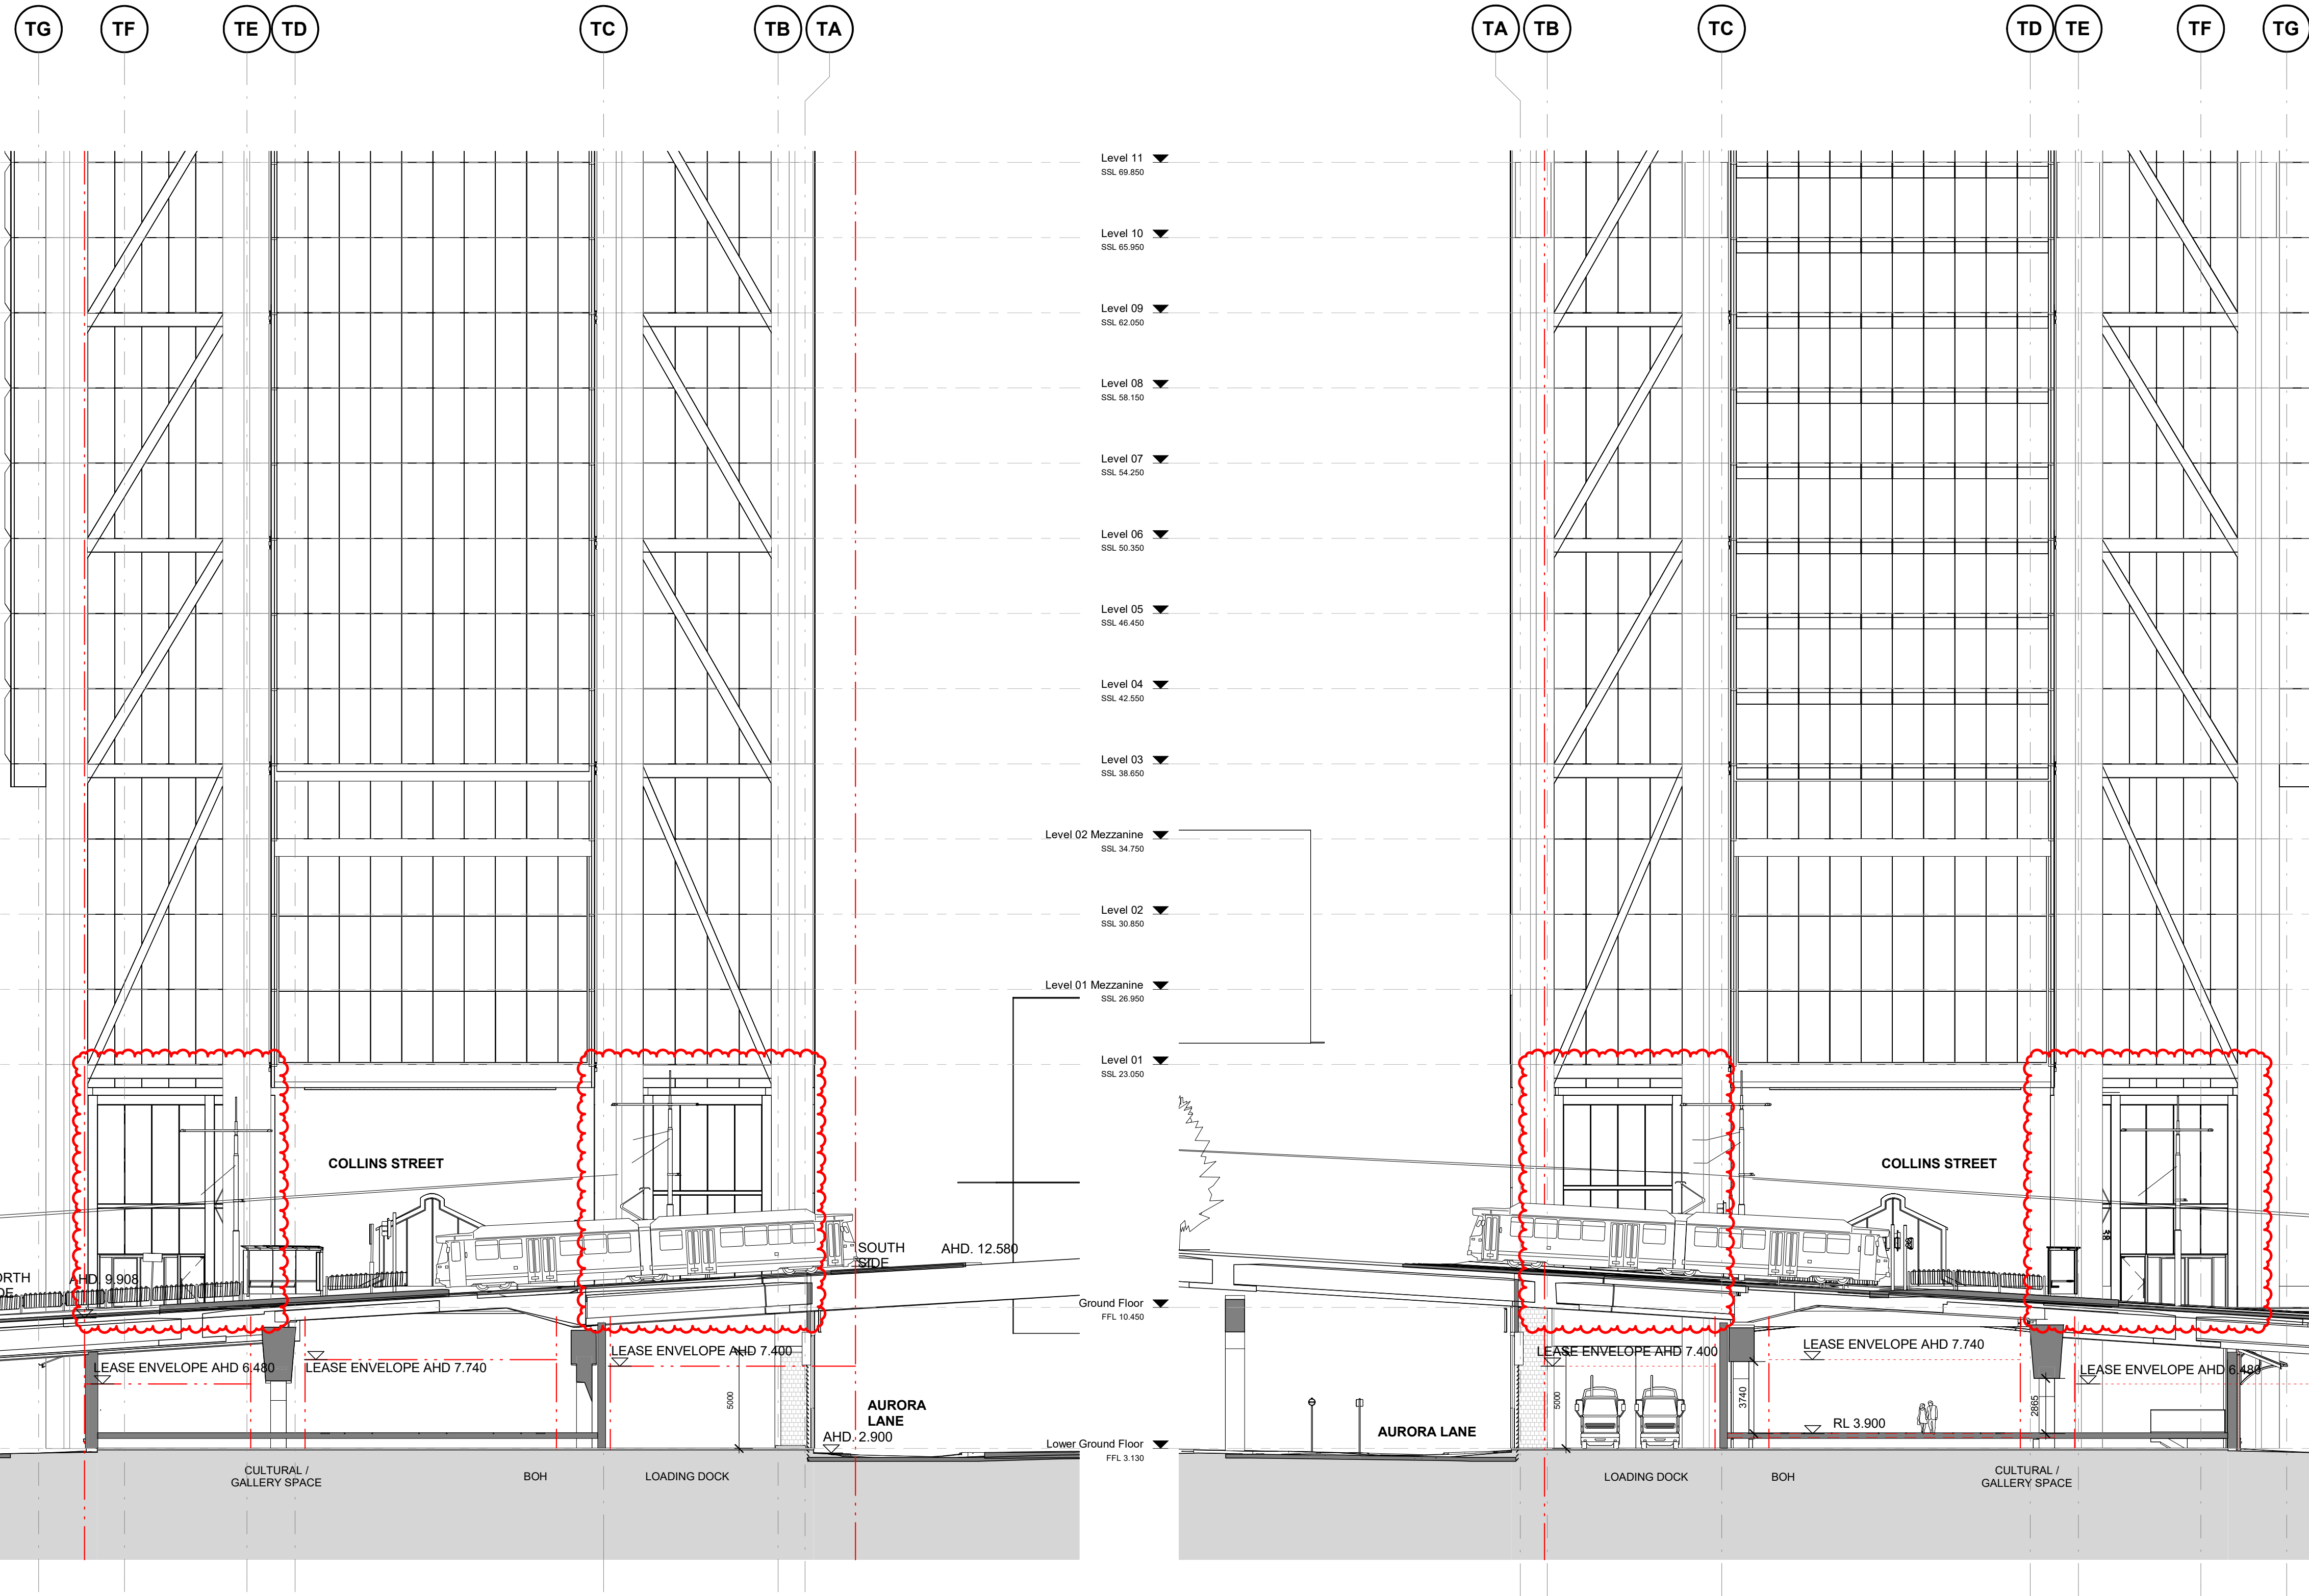 TG TF TE TD TC TB TA TA TB TC TD TE TF TG
Level 11
SSL 69.850
Level 10
SSL 65.950
Level 09
SSL 62.050
Level 08
SSL 58.150
Level 07
SSL 54.250
Level 06
SSL 50.350
Level 05
SSL 46.450
Level 04
SSL 42.550
Level 03
SSL 38.650
Level 02 Mezzanine
SSL 34.750
Level 02
SSL 30.850
Level 01 Mezzanine
SSL 26.950
Level 01
SSL 23.050
COLLINS STREET
COLLINS STREET
SOUTH
SIDE
AHD. 12.580
ORTH
DE
AHD. 9.908
Ground Floor
FFL 10.450
LEASE ENVELOPE AHD 6.480
LEASE ENVELOPE AHD 7.740
LEASE ENVELOPE AHD 7.400
LEASE ENVELOPE AHD 7.400
LEASE ENVELOPE AHD 7.740
LEASE ENVELOPE AHD 6.480
5000
5000
3740
2865
AURORA
LANE
AHD. 2.900
AURORA LANE
RL 3.900
Lower Ground Floor
FFL 3.130
CULTURAL /
GALLERY SPACE
BOH
LOADING DOCK
LOADING DOCK
BOH
CULTURAL /
GALLERY SPACE